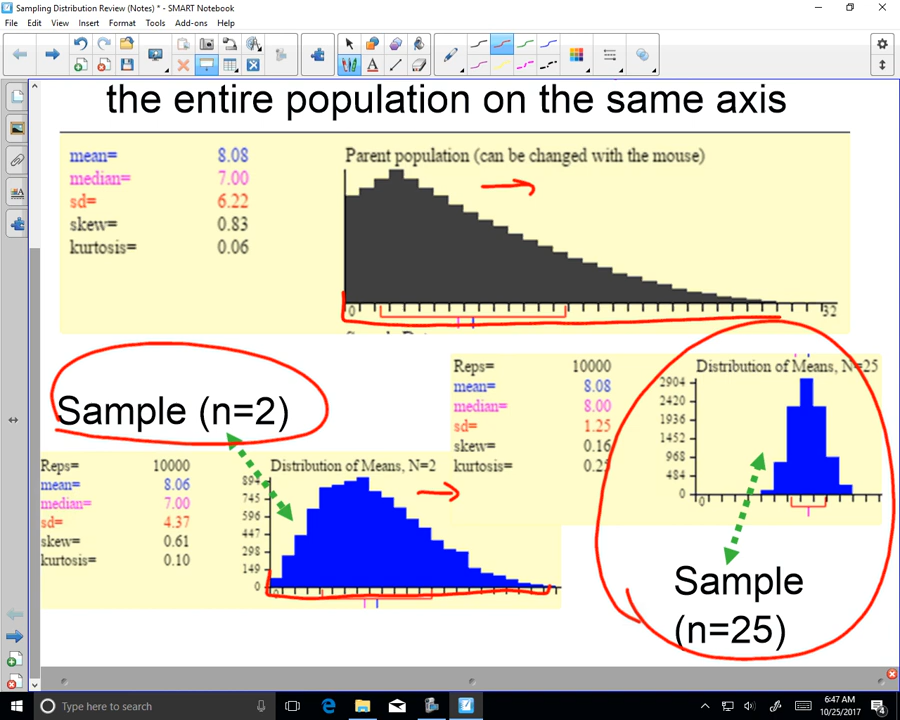 Sampling Distribution Review (Notes) * - SMART Notebook
File Edit View Insert Format Tools Add-ons Help
the entire population on the same axis
mean= 8.08
median= 7.00
sd= 6.22
skew= 0.83
kurtosis= 0.06
Parent population (can be changed with the mouse)
0 32
Sample (n=2)
Reps= 10000
mean= 8.08
median= 8.00
sd= 1.25
skew= 0.16
kurtosis=
Distribution of Means, N=25
2904
2420
1936
1452
968
484
0
0
Reps= 10000
mean= 8.06
median= 7.00
sd= 4.37
skew= 0.61
kurtosis= 0.10
Distribution of Means, N=2
894
745
596
447
298
149
0
Sample
(n=25)
Type here to search
6:47 AM
10/25/2017